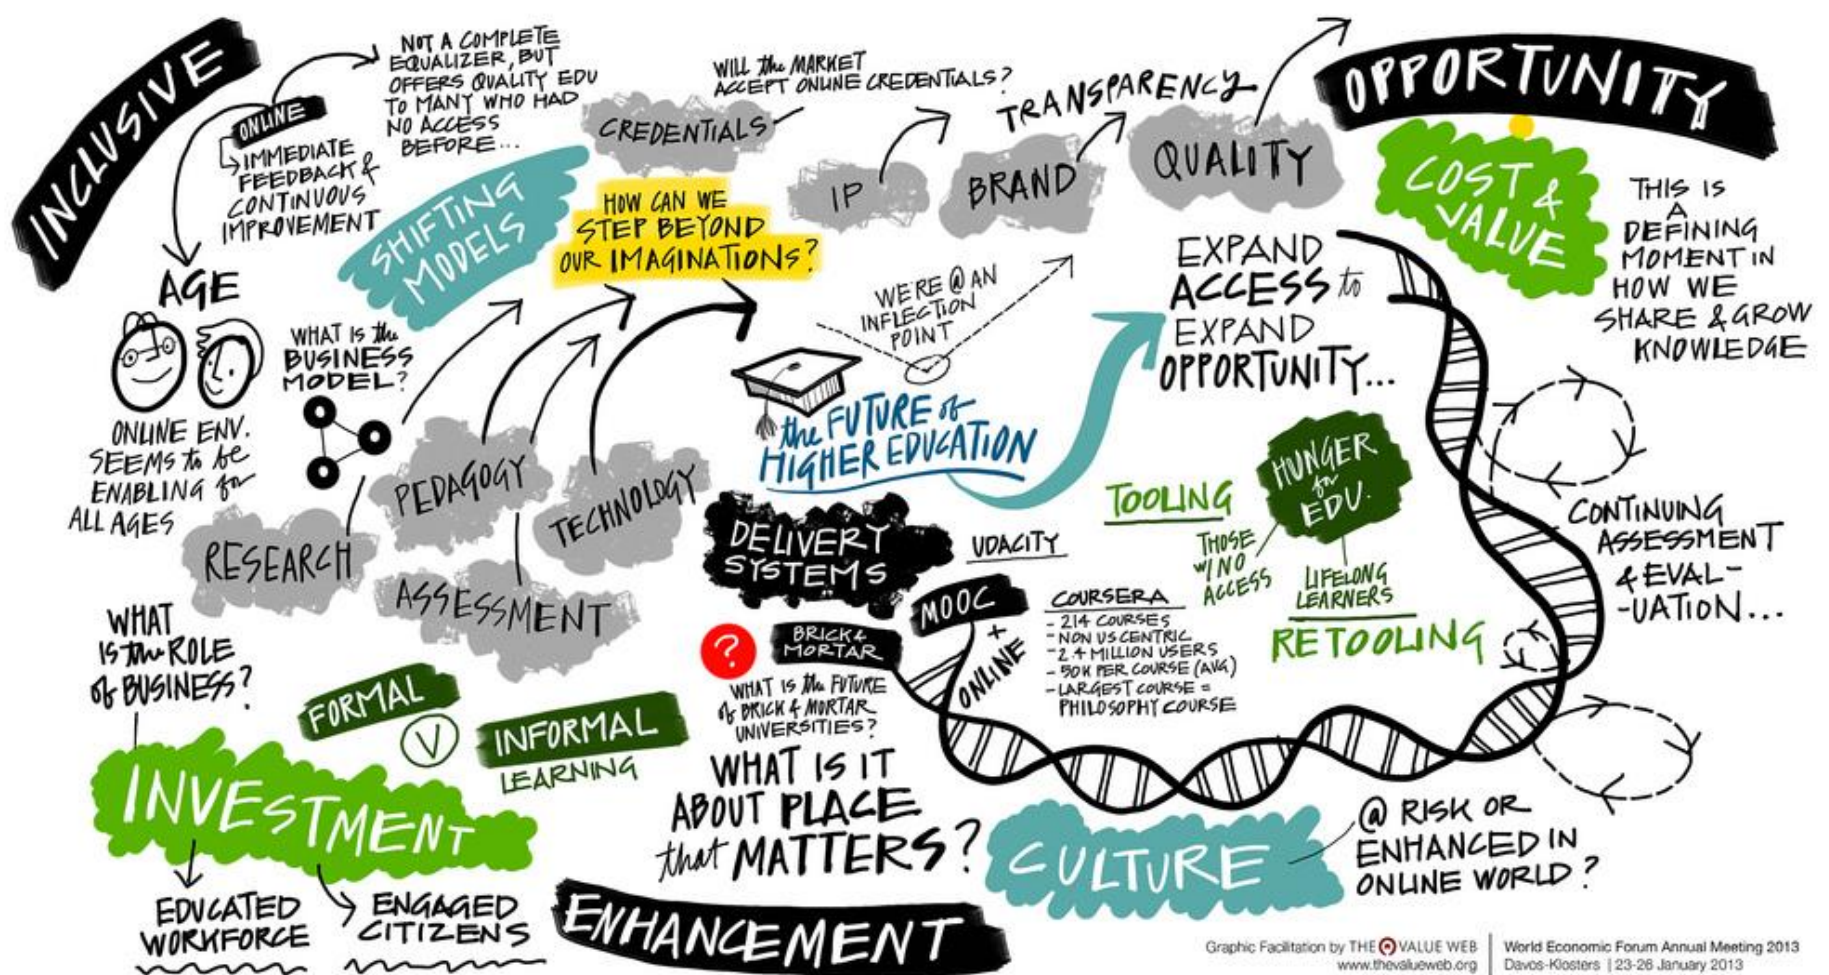 INCLUSIVE
ONLINE
NOT A COMPLETE
EQUALIZER, BUT
OFFERS QUALITY EDU
TO MANY WHO HAD
NO ACCESS
BEFORE...
IMMEDIATE
FEEDBACK &
CONTINUOUS
IMPROVEMENT
AGE
ONLINE ENV.
SEEMS to be
ENABLING for
ALL AGES
SHIFTING
MODELS
WHAT IS the
BUSINESS
MODEL?
CREDENTIALS
WILL the MARKET
ACCEPT ONLINE CREDENTIALS?
HOW CAN WE
STEP BEYOND
OUR IMAGINATIONS?
IP
TRANSPARENCY
BRAND
QUALITY
OPPORTUNITY
COST &
VALUE
THIS IS
A
DEFINING
MOMENT IN
HOW WE
SHARE & GROW
KNOWLEDGE
WE'RE @ AN
INFLECTION
POINT
EXPAND
ACCESS to
EXPAND
OPPORTUNITY...
the FUTURE of
HIGHER EDUCATION
RESEARCH
PEDAGOGY
TECHNOLOGY
ASSESSMENT
DELIVERY
SYSTEMS
UDACITY
MOOC
+
ONLINE
COURSERA
- 214 COURSES
- NON US CENTRIC
- 2.4 MILLION USERS
- 50K PER COURSE (AVG)
- LARGEST COURSE =
PHILOSOPHY COURSE
TOOLING
HUNGER
for
EDU.
THOSE
W/NO
ACCESS
LIFELONG
LEARNERS
RETOOLING
CONTINUING
ASSESSMENT
& EVAL-
-UATION...
WHAT
IS the ROLE
of BUSINESS?
FORMAL
V
INFORMAL
LEARNING
INVESTMENT
EDUCATED
WORKFORCE
ENGAGED
CITIZENS
?
BRICK &
MORTAR
WHAT IS the FUTURE
of BRICK & MORTAR
UNIVERSITIES?
WHAT IS IT
ABOUT PLACE
that MATTERS?
ENHANCEMENT
CULTURE
@ RISK OR
ENHANCED IN
ONLINE WORLD?
Graphic Facilitation by THE VALUE WEB
www.thevalueweb.org
World Economic Forum Annual Meeting 2013
Davos-Klosters | 23-26 January 2013